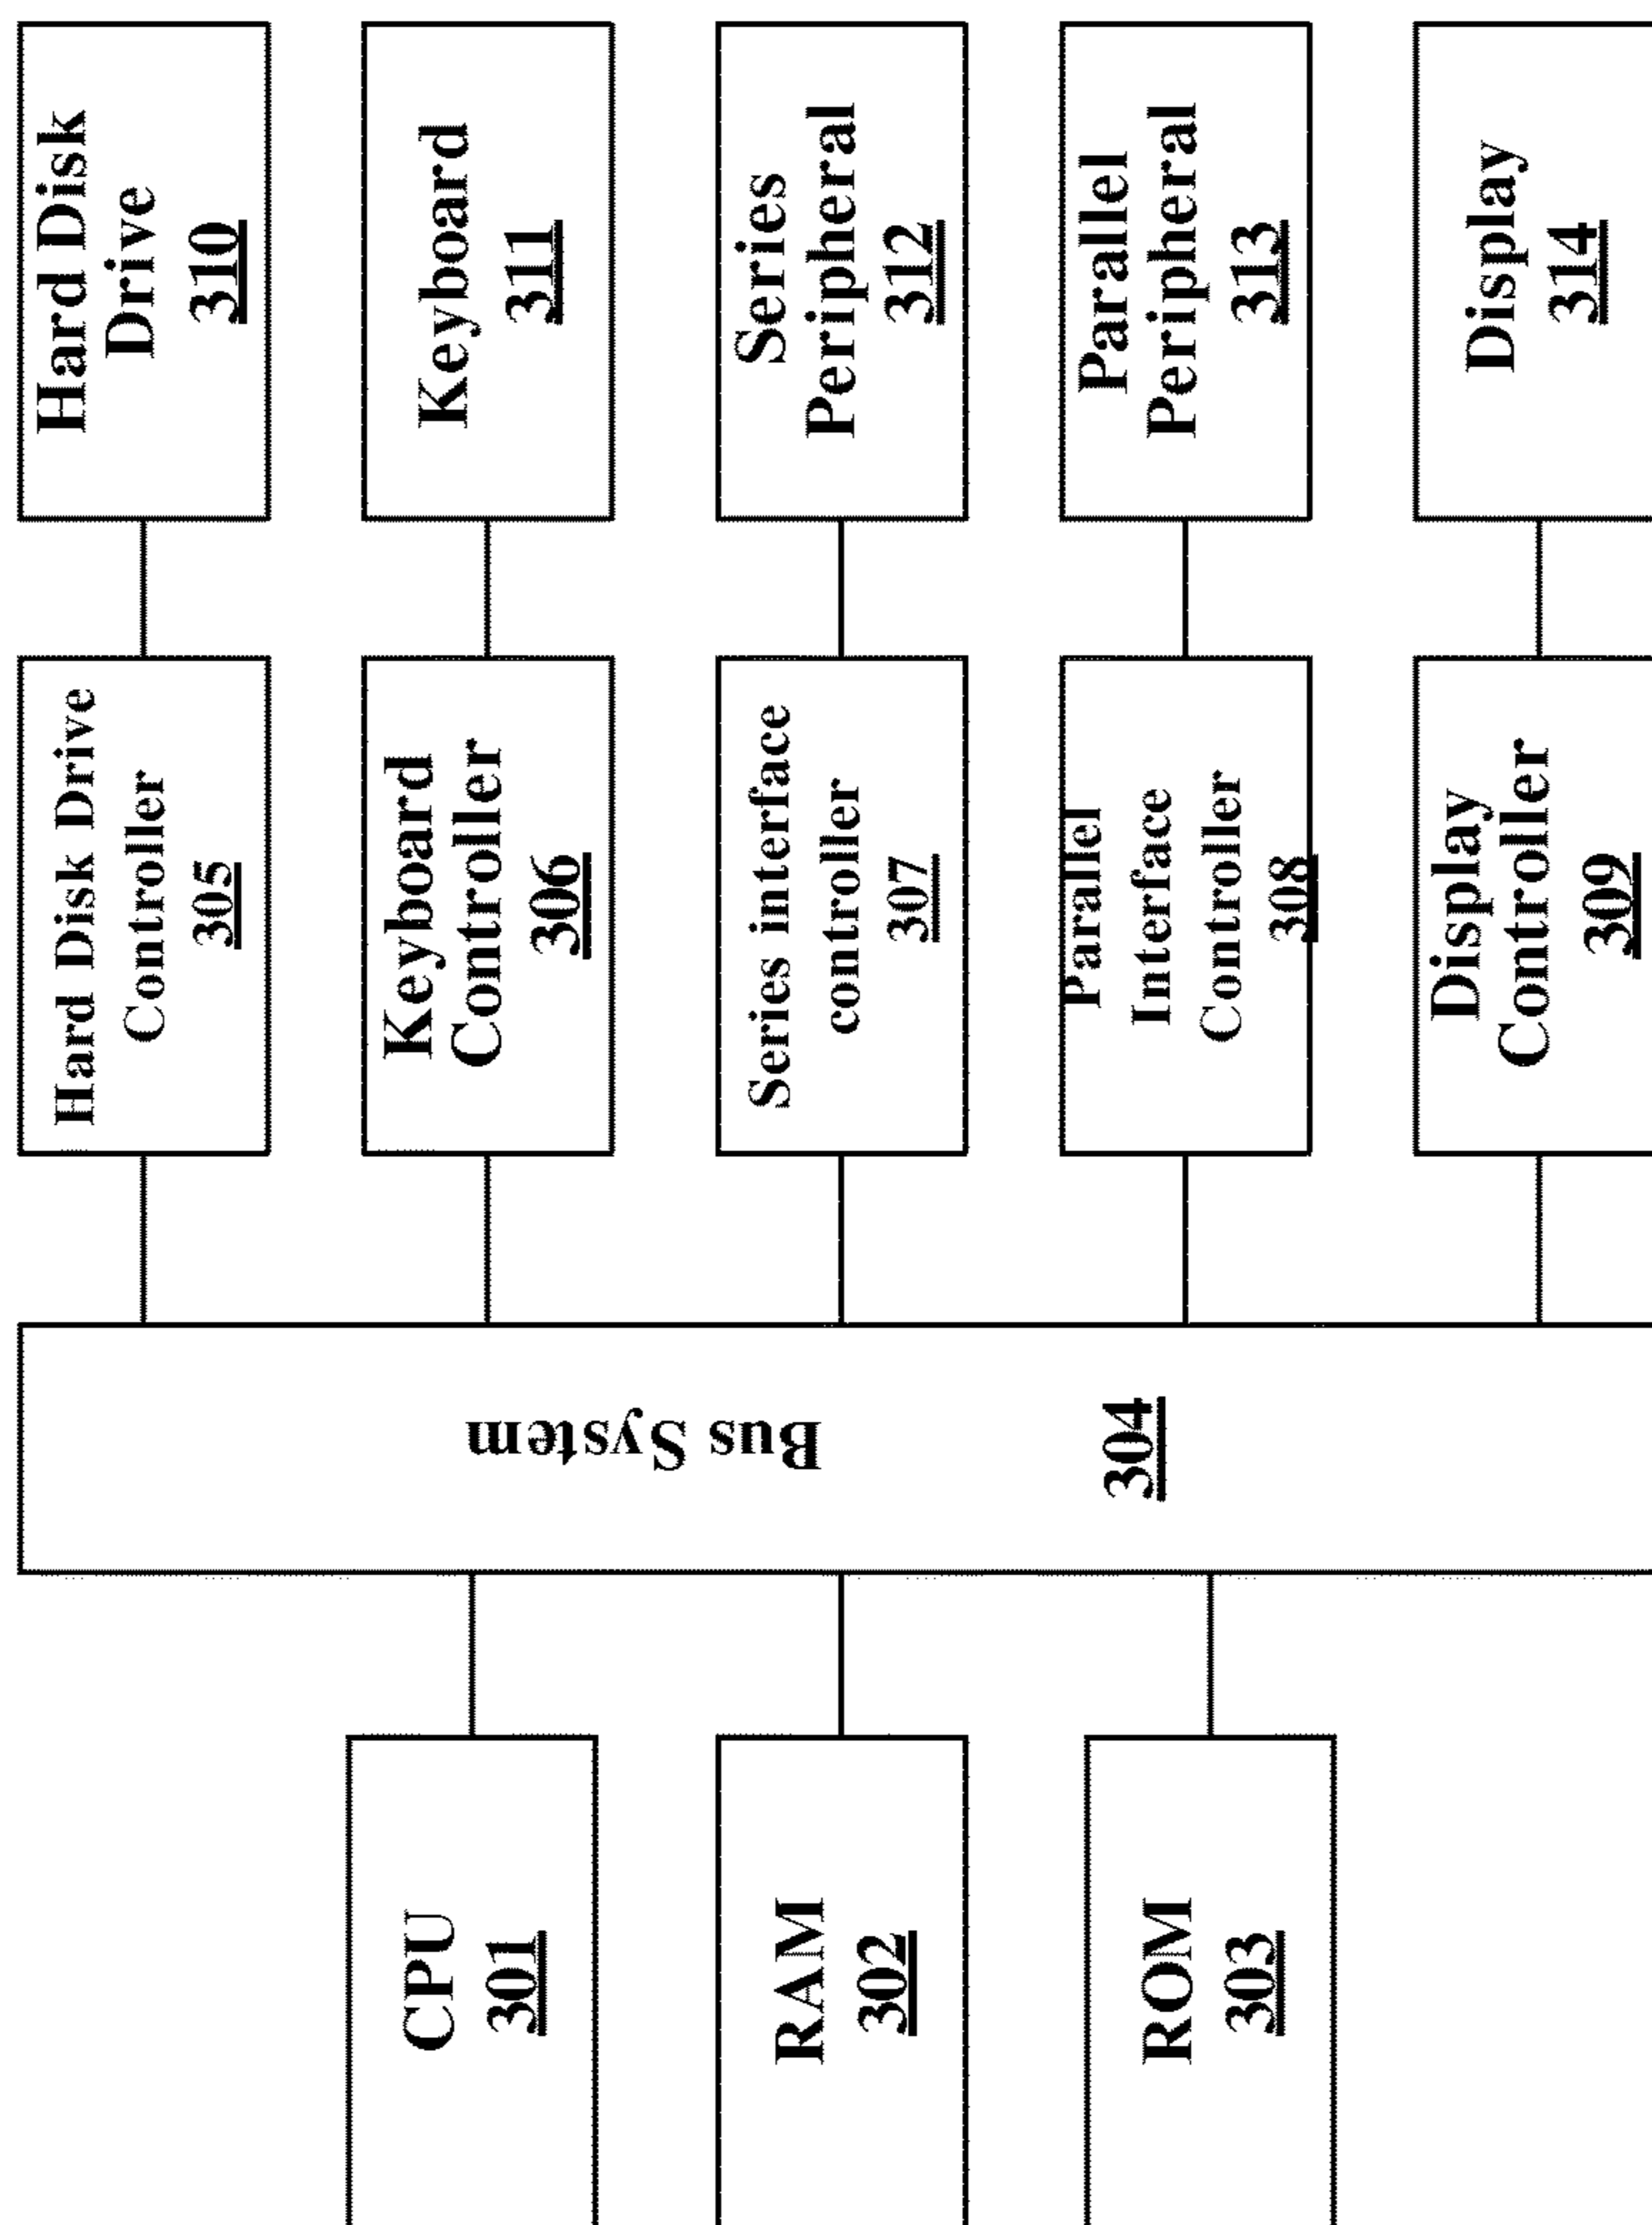 CPU
301
RAM
302
ROM
303
Bus System
304
Hard Disk Drive
Controller
305
Keyboard
Controller
306
Series interface
controller
307
Parallel
Interface
Controller
308
Display
Controller
309
Hard Disk
Drive
310
Keyboard
311
Series
Peripheral
312
Parallel
Peripheral
313
Display
314